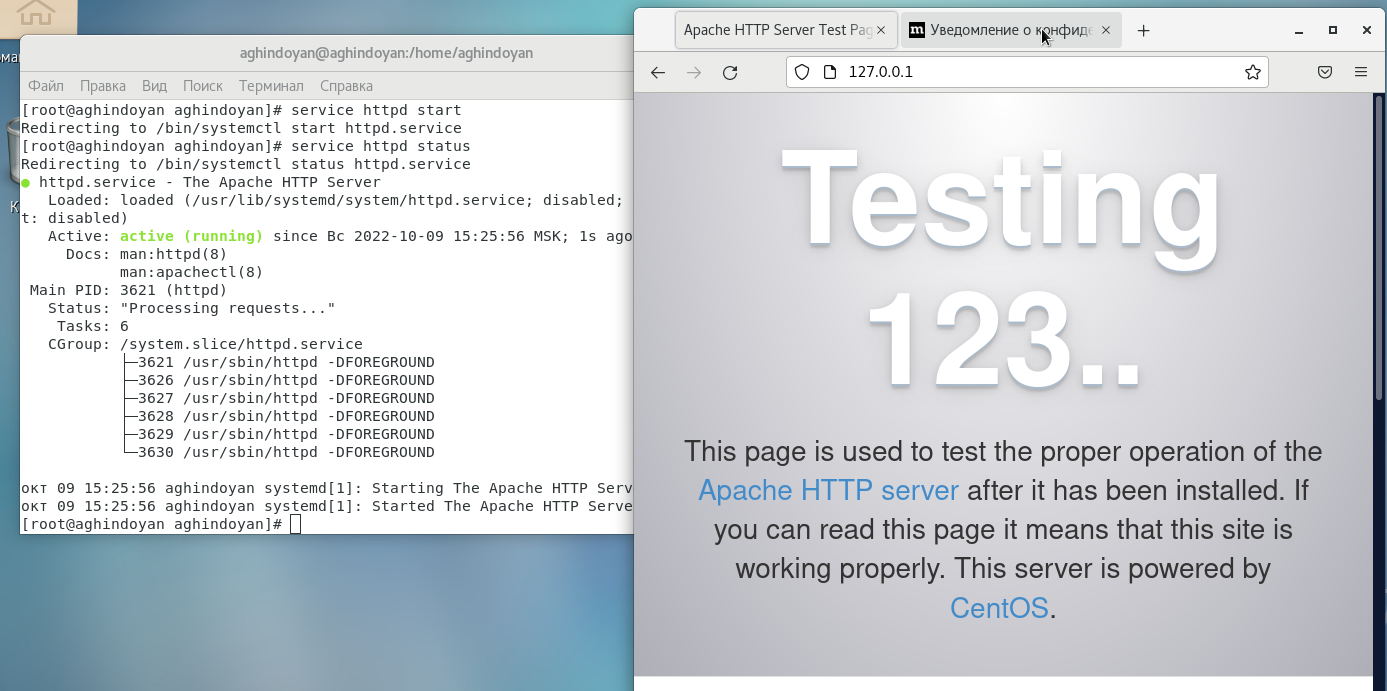 aghindoyan@aghindoyan:/home/aghindoyan
Файл Правка Вид Поиск Терминал Справка
[root@aghindoyan aghindoyan]# service httpd start
Redirecting to /bin/systemctl start httpd.service
[root@aghindoyan aghindoyan]# service httpd status
Redirecting to /bin/systemctl status httpd.service
● httpd.service - The Apache HTTP Server
Loaded: loaded (/usr/lib/systemd/system/httpd.service; disabled;
t: disabled)
Active: active (running) since Вс 2022-10-09 15:25:56 MSK; 1s ago
Docs: man:httpd(8)
man:apachectl(8)
Main PID: 3621 (httpd)
Status: "Processing requests..."
Tasks: 6
CGroup: /system.slice/httpd.service
├─3621 /usr/sbin/httpd -DFOREGROUND
├─3626 /usr/sbin/httpd -DFOREGROUND
├─3627 /usr/sbin/httpd -DFOREGROUND
├─3628 /usr/sbin/httpd -DFOREGROUND
├─3629 /usr/sbin/httpd -DFOREGROUND
└─3630 /usr/sbin/httpd -DFOREGROUND
окт 09 15:25:56 aghindoyan systemd[1]: Starting The Apache HTTP Serv
окт 09 15:25:56 aghindoyan systemd[1]: Started The Apache HTTP Serve
[root@aghindoyan aghindoyan]#
Apache HTTP Server Test Pag
m Уведомление о конфиде
127.0.0.1
Testing
123..
This page is used to test the proper operation of the
Apache HTTP server after it has been installed. If
you can read this page it means that this site is
working properly. This server is powered by
CentOS.